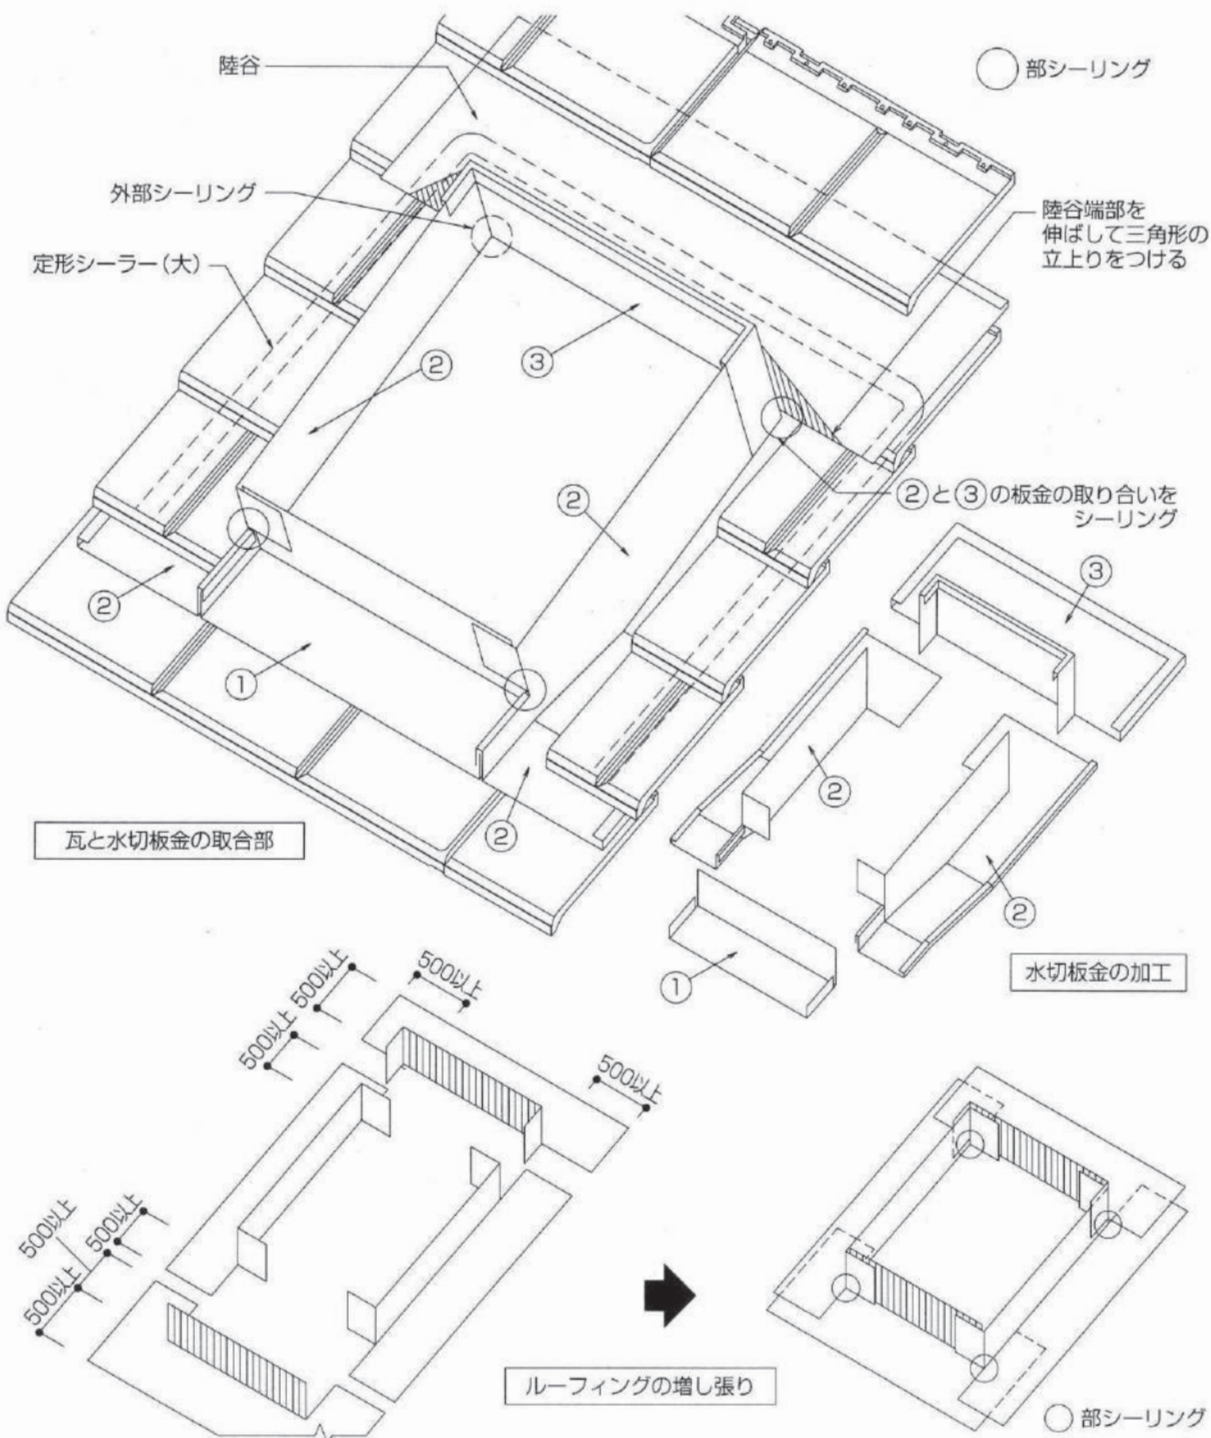 陸谷
○部シーリング
外部シーリング
陸谷端部を
伸ばして三角形の
立上りをつける
定形シーラー(大)
③
②
②
②と③の板金の取り合いを
シーリング
②
③
①
②
②
②
①
瓦と水切板金の取合部
水切板金の加工
500以上
500以上
500以上
500以上
500以上
500以上
500以上
ルーフィングの増し張り
○部シーリング